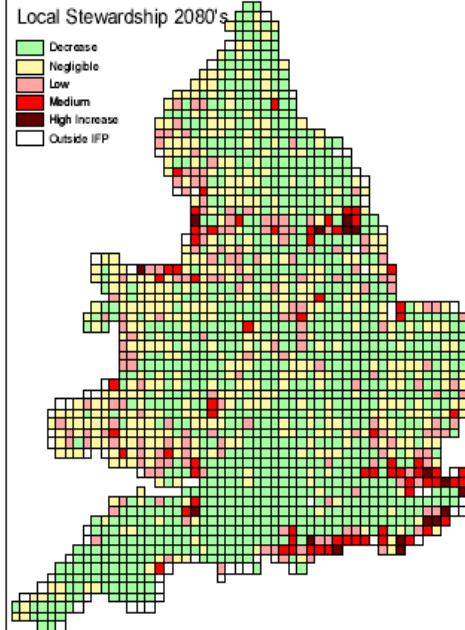 Local Stewardship 2080's
Decrease
Negligible
Low
Medium
High Increase
Outside IFP